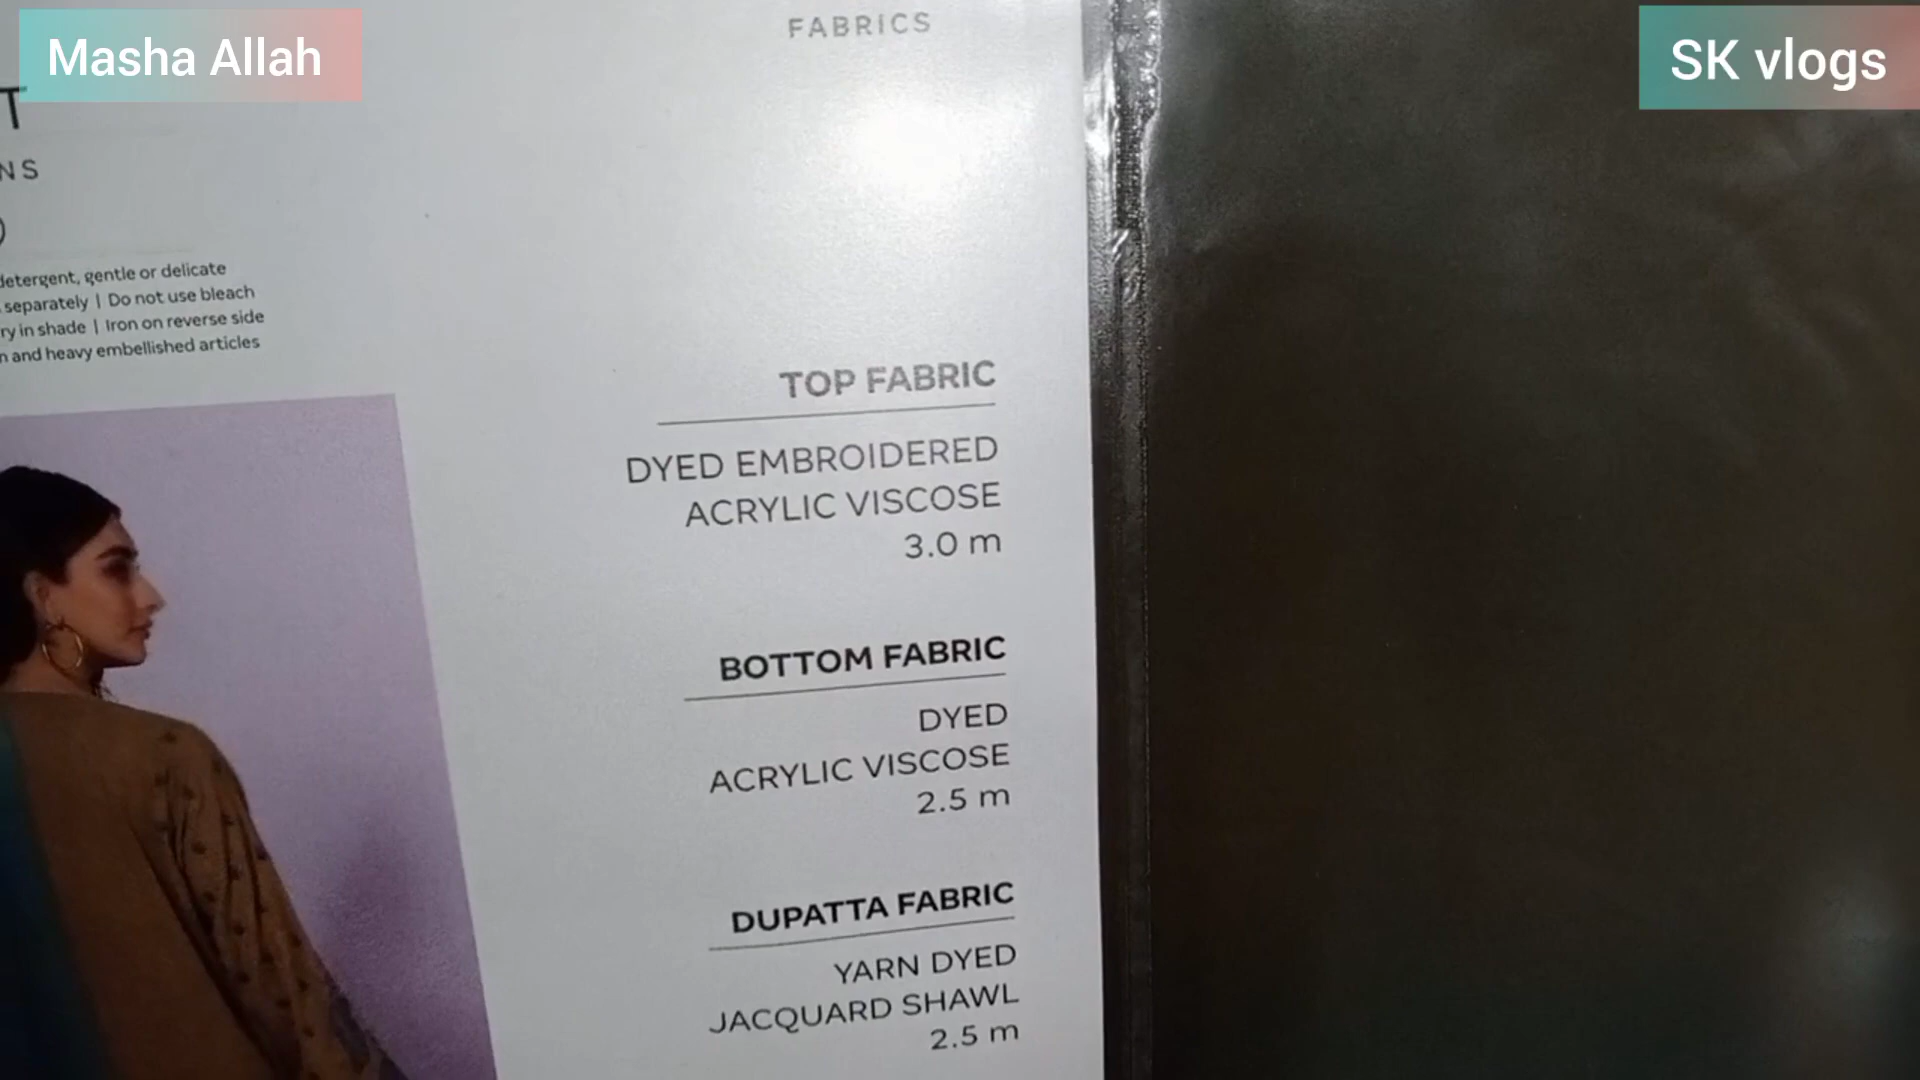 Masha Allah
SK vlogs
FABRICS
detergent, gentle or delicate
separately | Do not use bleach
in shade | Iron on reverse side
and heavy embellished articles
TOP FABRIC
DYED EMBROIDERED
ACRYLIC VISCOSE
3.0 m
BOTTOM FABRIC
DYED
ACRYLIC VISCOSE
2.5 m
DUPATTA FABRIC
YARN DYED
JACQUARD SHAWL
2.5 m